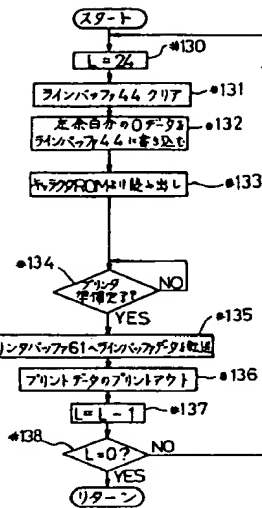 スタート
#130
L=24
#131
ラインバッファ44 クリア
#132
左余白分の0データを
ラインバッファ44に書き込む
#133
キャラクタROMより読み出し
#134
プリンタ
準備完了?
NO
YES
#135
リンタバッファ61へラインバッファデータを転送
#136
プリントデータのプリントアウト
#137
L=L-1
#138
L=0?
NO
YES
リターン